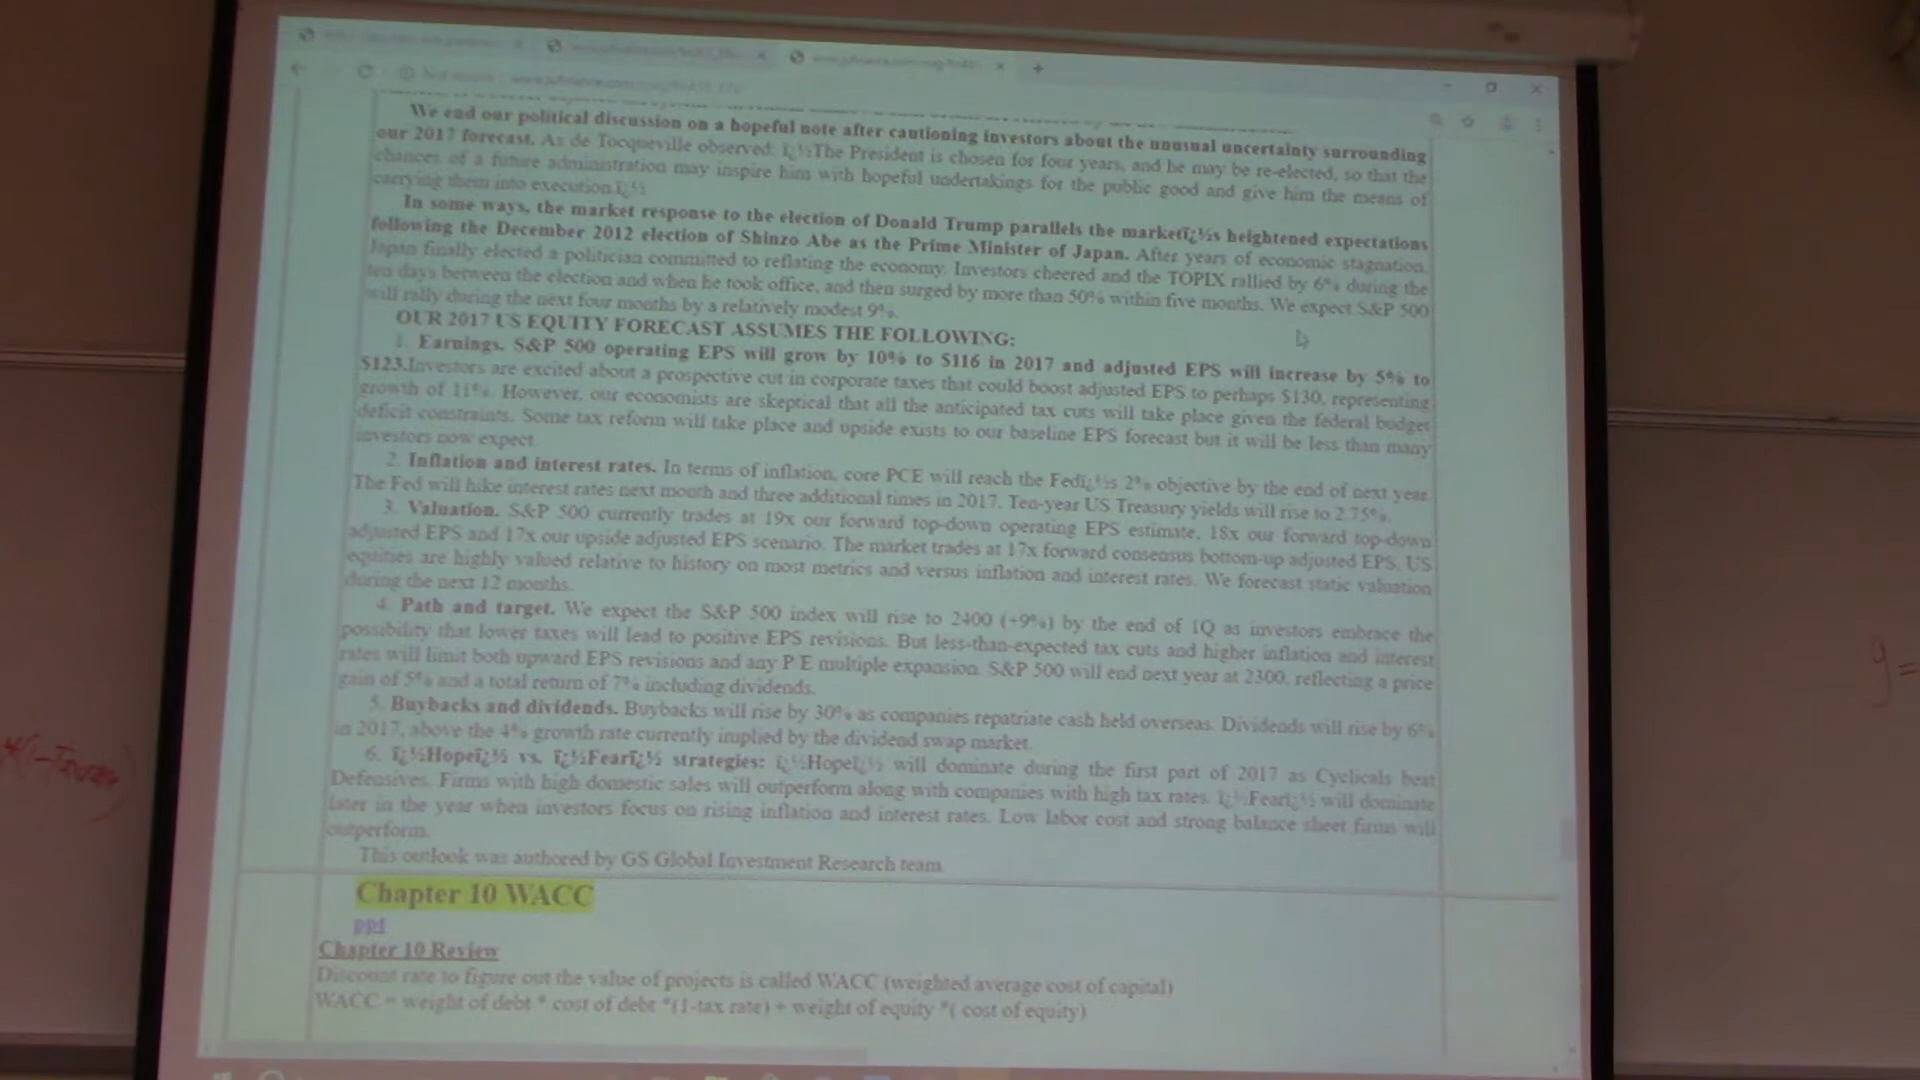 We end our political discussion on a hopeful note after cautioning investors about the unusual uncertainty surrounding
our 2017 forecast. As de Tocqueville observed: ï¿½The President is chosen for four years, and he may be re-elected, so that the
chances of a future administration may inspire him with hopeful undertakings for the public good and give him the means of
carrying them into execution.ï¿½
In some ways, the market response to the election of Donald Trump parallels the marketï¿½s heightened expectations
following the December 2012 election of Shinzo Abe as the Prime Minister of Japan. After years of economic stagnation,
Japan finally elected a politician committed to reflating the economy. Investors cheered and the TOPIX rallied by 6% during the
ten days between the election and when he took office, and then surged by more than 50% within five months. We expect S&P 500
will rally during the next four months by a relatively modest 9%.
OUR 2017 US EQUITY FORECAST ASSUMES THE FOLLOWING:
1. Earnings. S&P 500 operating EPS will grow by 10% to $116 in 2017 and adjusted EPS will increase by 5% to
$123.Investors are excited about a prospective cut in corporate taxes that could boost adjusted EPS to perhaps $130, representing
growth of 11%. However, our economists are skeptical that all the anticipated tax cuts will take place given the federal budget
deficit constraints. Some tax reform will take place and upside exists to our baseline EPS forecast but it will be less than many
investors now expect.
2. Inflation and interest rates. In terms of inflation, core PCE will reach the Fedï¿½s 2% objective by the end of next year.
The Fed will hike interest rates next month and three additional times in 2017. Ten-year US Treasury yields will rise to 2.75%.
3. Valuation. S&P 500 currently trades at 19x our forward top-down operating EPS estimate, 18x our forward top-down
adjusted EPS and 17x our upside adjusted EPS scenario. The market trades at 17x forward consensus bottom-up adjusted EPS. US
equities are highly valued relative to history on most metrics and versus inflation and interest rates. We forecast static valuation
during the next 12 months.
4. Path and target. We expect the S&P 500 index will rise to 2400 (+9%) by the end of 1Q as investors embrace the
possibility that lower taxes will lead to positive EPS revisions. But less-than-expected tax cuts and higher inflation and interest
rates will limit both upward EPS revisions and any P E multiple expansion. S&P 500 will end next year at 2300, reflecting a price
gain of 5% and a total return of 7% including dividends.
5. Buybacks and dividends. Buybacks will rise by 30% as companies repatriate cash held overseas. Dividends will rise by 6%
in 2017, above the 4% growth rate currently implied by the dividend swap market.
6. ï¿½Hopeï¿½ vs. ï¿½Fearï¿½ strategies: ï¿½Hopeï¿½ will dominate during the first part of 2017 as Cyclicals beat
Defensives. Firms with high domestic sales will outperform along with companies with high tax rates. ï¿½Fearï¿½ will dominate
later in the year when investors focus on rising inflation and interest rates. Low labor cost and strong balance sheet firms will
outperform.
This outlook was authored by GS Global Investment Research team.
Chapter 10 WACC
ppt
Chapter 10 Review
Discount rate to figure out the value of projects is called WACC (weighted average cost of capital)
WACC = weight of debt * cost of debt *(1-tax rate) + weight of equity *( cost of equity)
g =